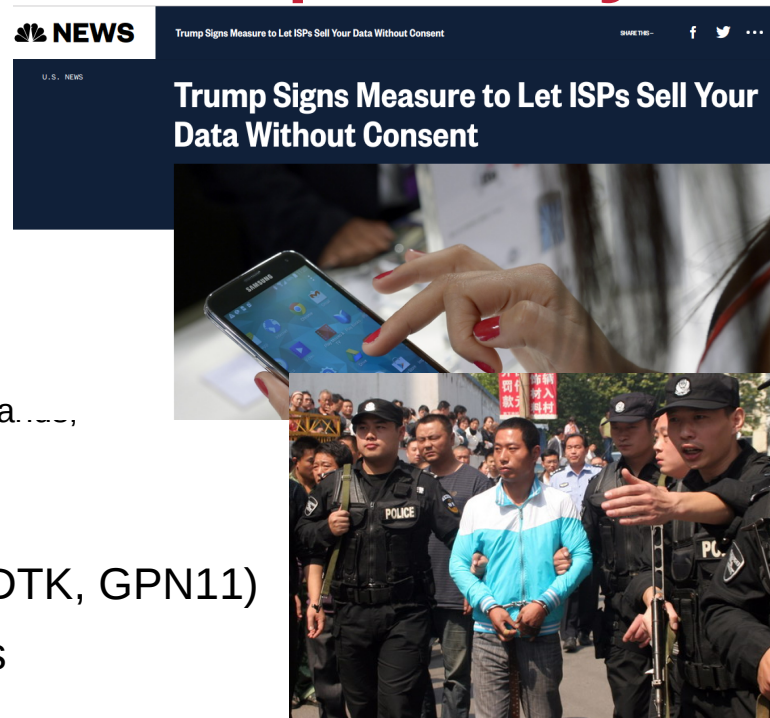 NEWS
Trump Signs Measure to Let ISPs Sell Your Data Without Consent
SHARE THIS –
U.S. NEWS
Trump Signs Measure to Let ISPs Sell Your
Data Without Consent
SAMSUNG
POLICE
DTK, GPN11)
s